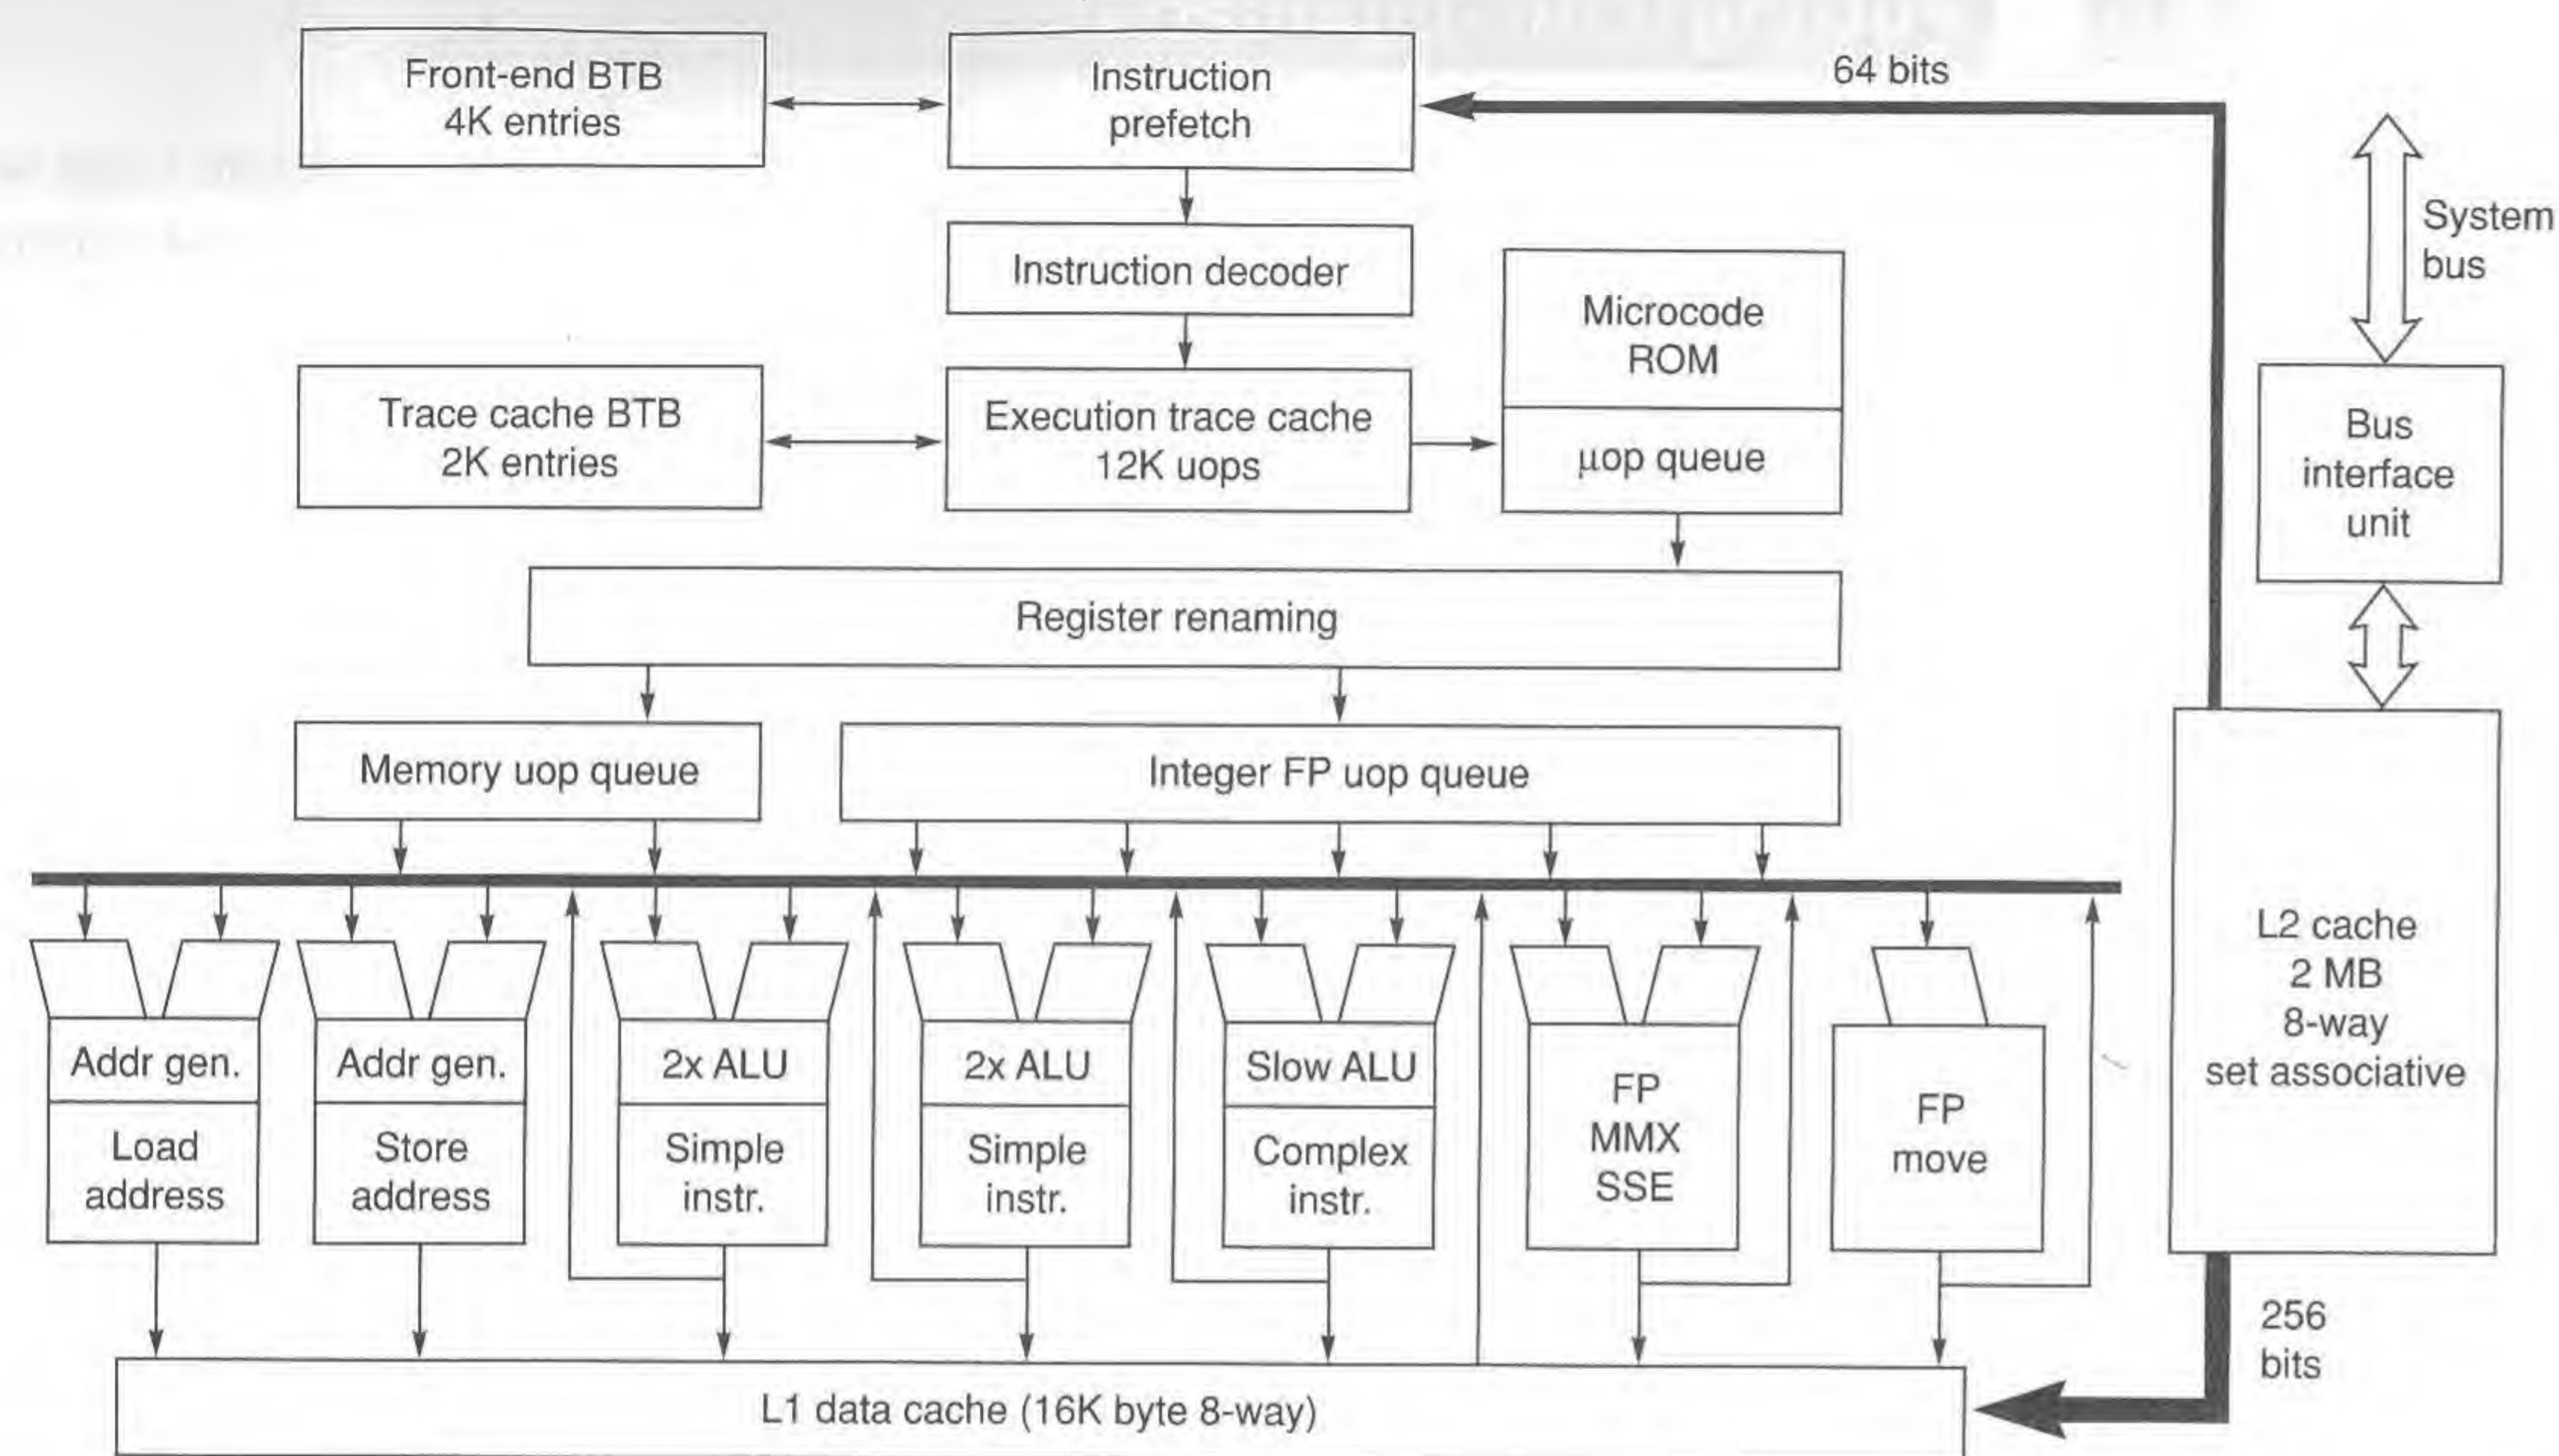 Front-end BTB
4K entries
Instruction
prefetch
64 bits
System
bus
Instruction decoder
Microcode
ROM
Trace cache BTB
2K entries
Execution trace cache
12K uops
μop queue
Bus
interface
unit
Register renaming
Memory uop queue
Integer FP uop queue
L2 cache
2 MB
8-way
set associative
Addr gen.
Load
address
Addr gen.
Store
address
2x ALU
Simple
instr.
2x ALU
Simple
instr.
Slow ALU
Complex
instr.
FP
MMX
SSE
FP
move
256
bits
L1 data cache (16K byte 8-way)